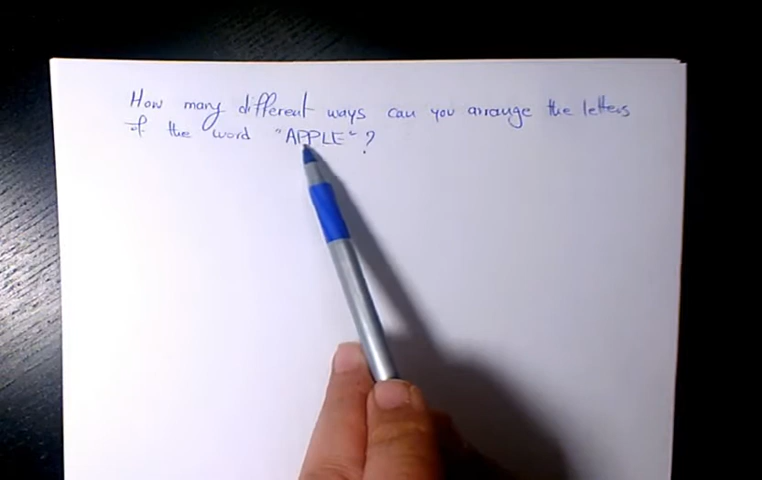 How many different ways can you arrange the letters
of the word "APPLE"?